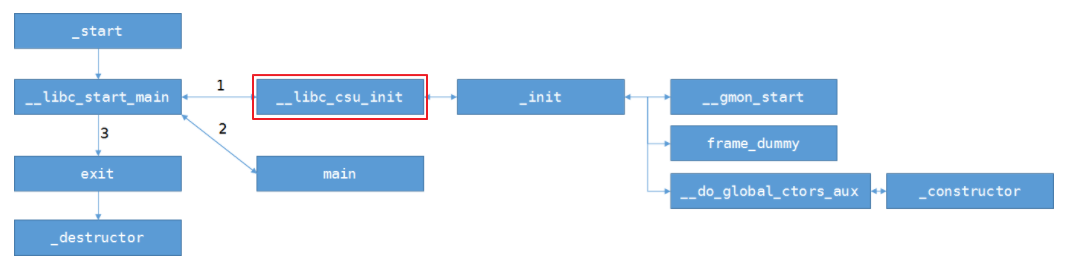 _start
__libc_start_main
1
__libc_csu_init
_init
__gmon_start
3
2
frame_dummy
exit
main
__do_global_ctors_aux
_constructor
_destructor